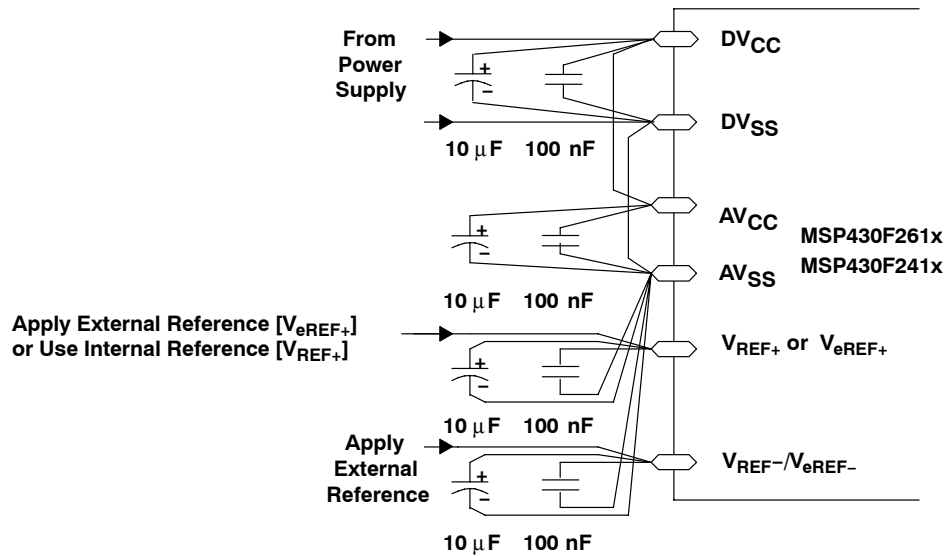 From
Power
Supply
DVCC
+
−
DVSS
10 μF 100 nF
AVCC
+
−
MSP430F261x
MSP430F241x
AVSS
10 μF 100 nF
Apply External Reference [VeREF+]
or Use Internal Reference [VREF+]
VREF+ or VeREF+
+
−
10 μF 100 nF
Apply
External
Reference
VREF−/VeREF−
+
−
10 μF 100 nF